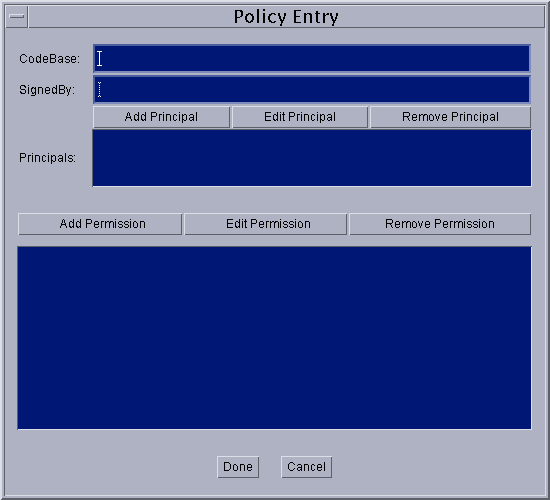 Policy Entry
CodeBase:
SignedBy:
Add Principal Edit Principal Remove Principal
Principals:
Add Permission Edit Permission Remove Permission
Done Cancel